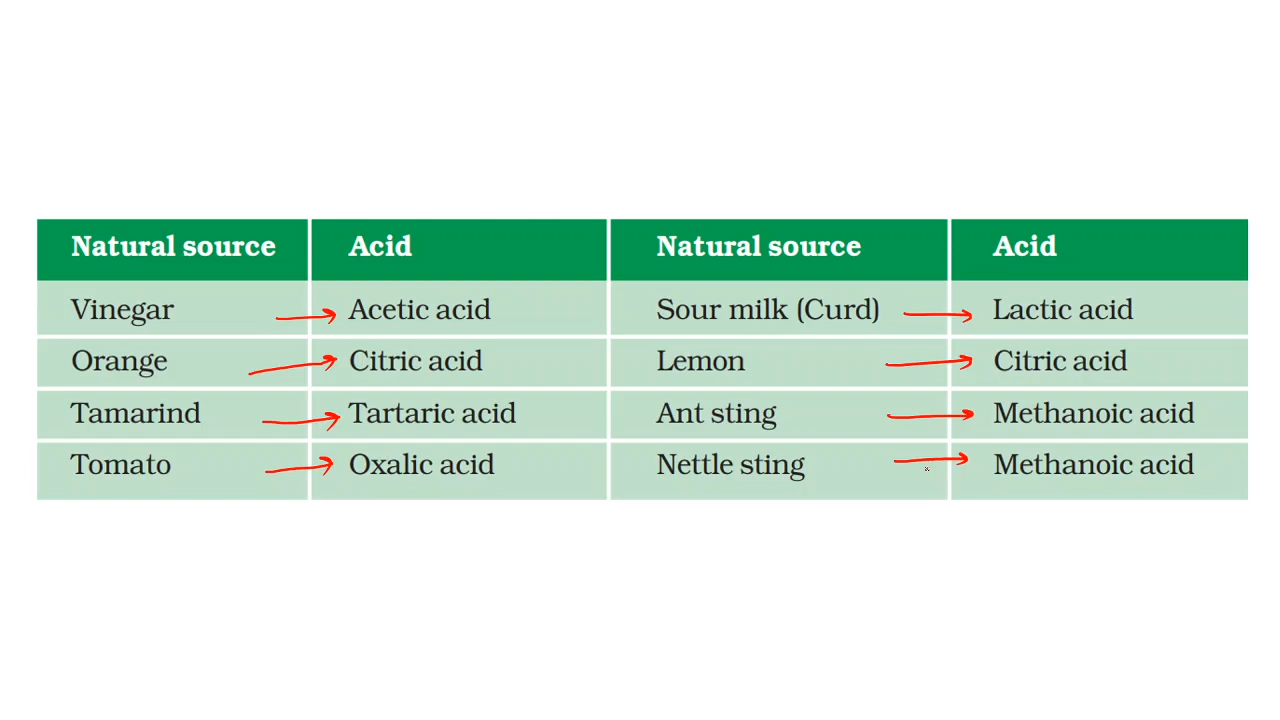 Natural source Acid Natural source Acid
Vinegar Acetic acid Sour milk (Curd) Lactic acid
Orange Citric acid Lemon Citric acid
Tamarind Tartaric acid Ant sting Methanoic acid
Tomato Oxalic acid Nettle sting Methanoic acid